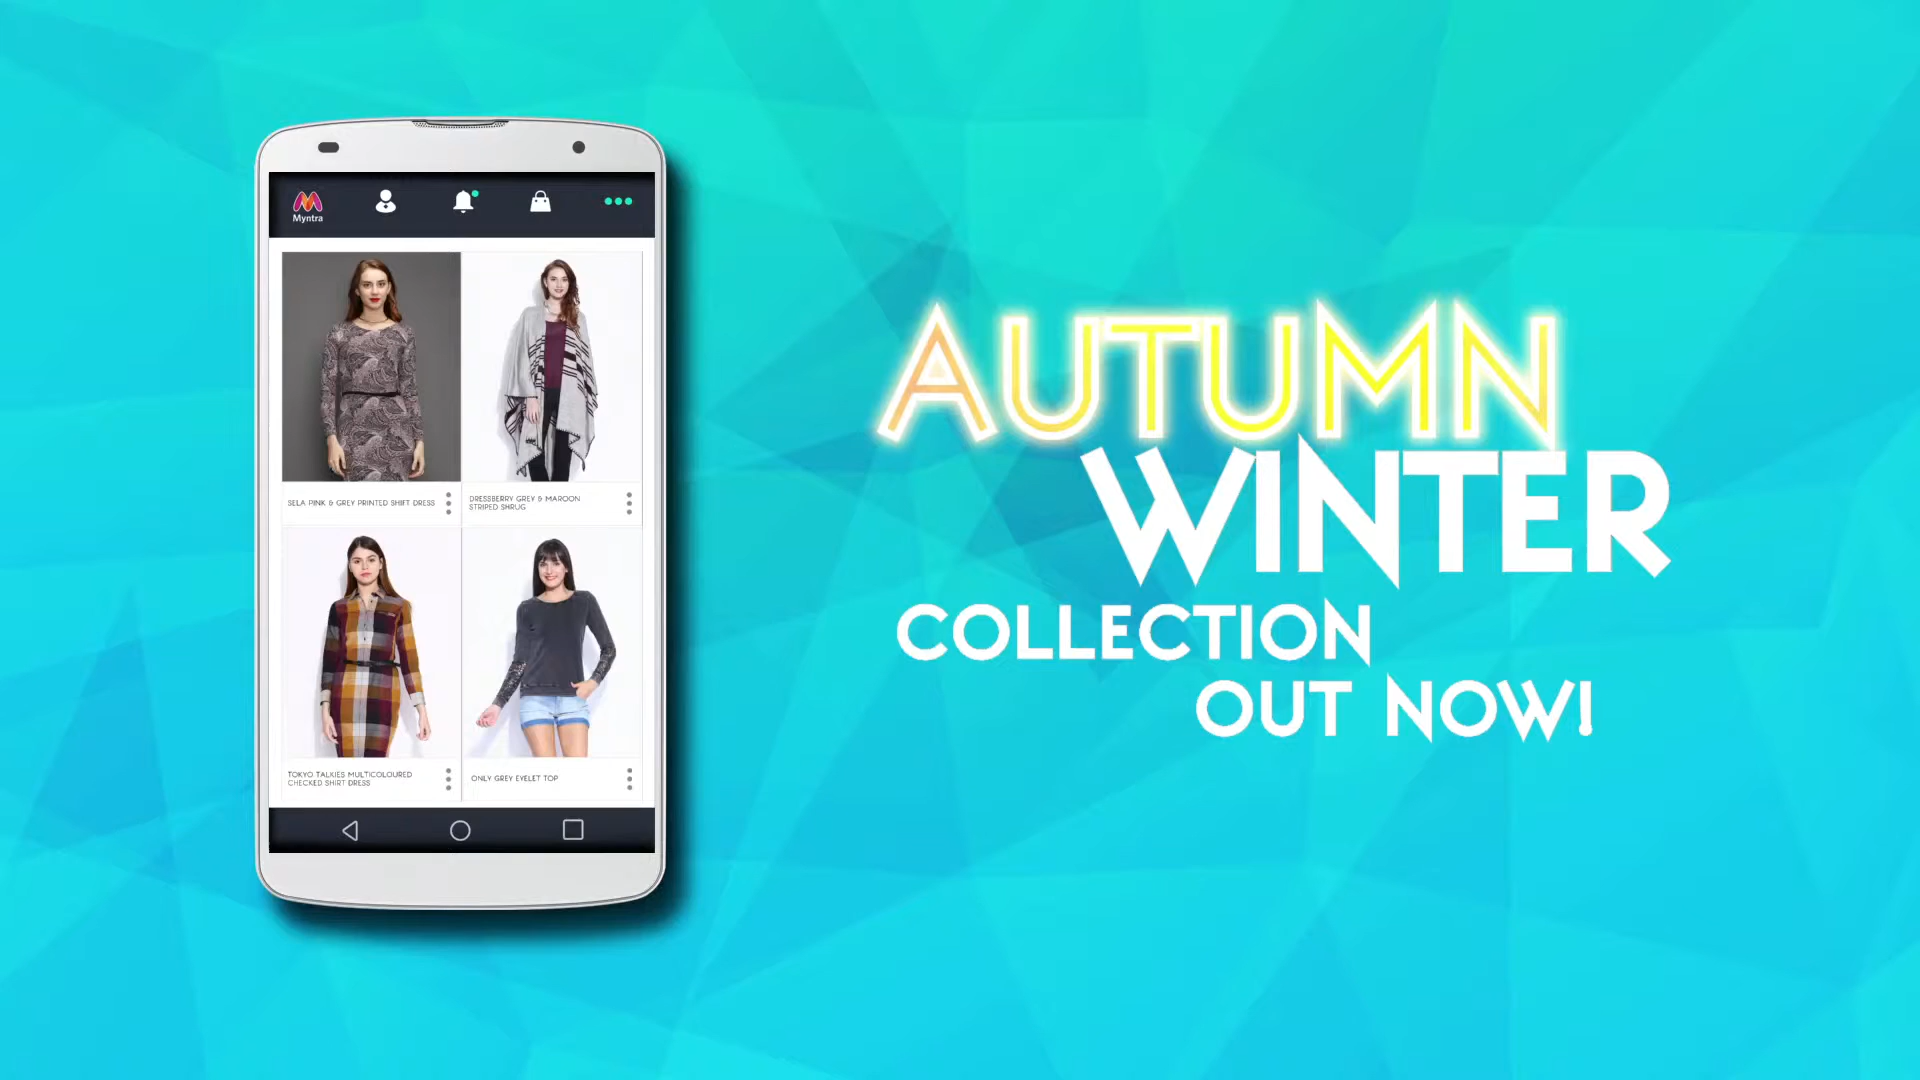 Myntra
SELA PINK & GREY PRINTED SHIFT DRESS
DRESSBERRY GREY & MAROON
STRIPED SHRUG
TOKYO TALKIES MULTICOLOURED
CHECKED SHIRT DRESS
ONLY GREY EYELET TOP
AUTUMN
WINTER
COLLECTION
OUT NOW!